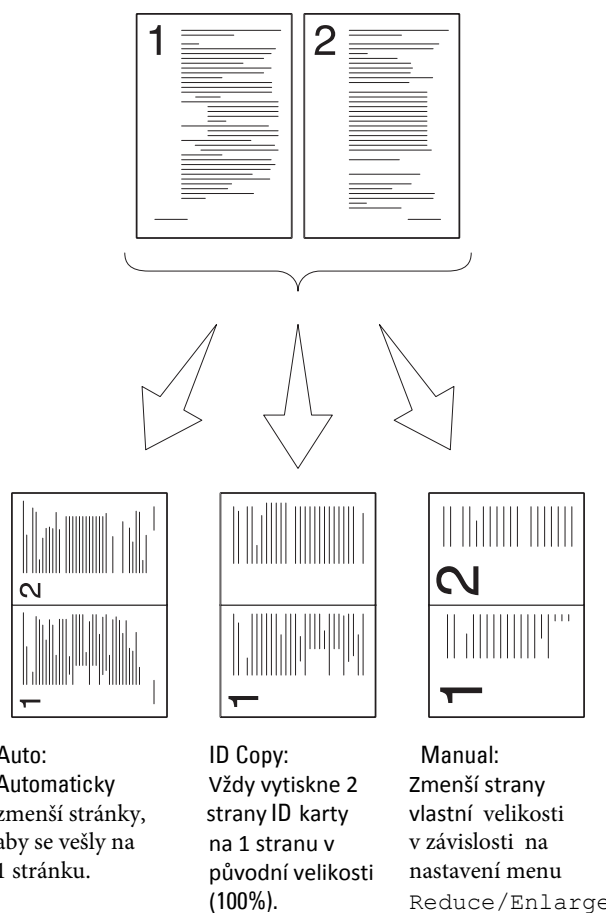 1
2
2
1
1
2
1
Auto:
Automaticky
zmenší stránky,
aby se vešly na
1 stránku.
ID Copy:
Vždy vytiskne 2
strany ID karty
na 1 stranu v
původní velikosti
(100%).
Manual:
Zmenší strany
vlastní velikosti
v závislosti na
nastavení menu
Reduce/Enlarge